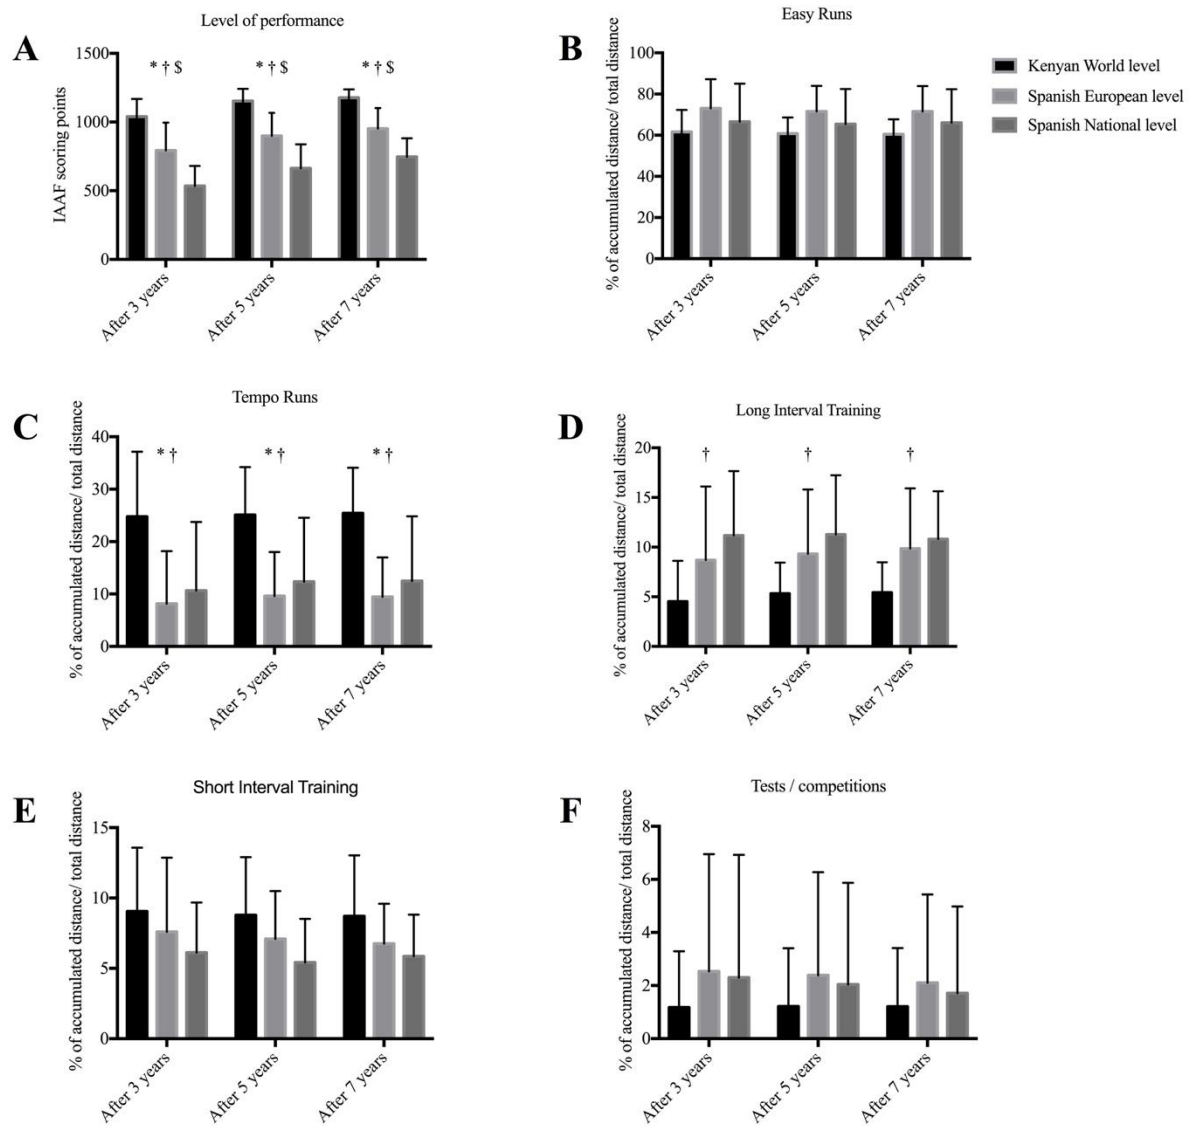 Level of performance
A
IAAF scoring points
1500
1000
500
0
* † $
* † $
* † $
After 3 years
After 5 years
After 7 years
Easy Runs
B
% of accumulated distance/ total distance
100
80
60
40
20
0
After 3 years
After 5 years
After 7 years
Kenyan World level
Spanish European level
Spanish National level
Tempo Runs
C
% of accumulated distance/ total distance
40
30
20
10
0
* †
* †
* †
After 3 years
After 5 years
After 7 years
Long Interval Training
D
% of accumulated distance/ total distance
20
15
10
5
0
†
†
†
After 3 years
After 5 years
After 7 years
Short Interval Training
E
% of accumulated distance/ total distance
15
10
5
0
After 3 years
After 5 years
After 7 years
Tests / competitions
F
% of accumulated distance/ total distance
8
6
4
2
0
After 3 years
After 5 years
After 7 years